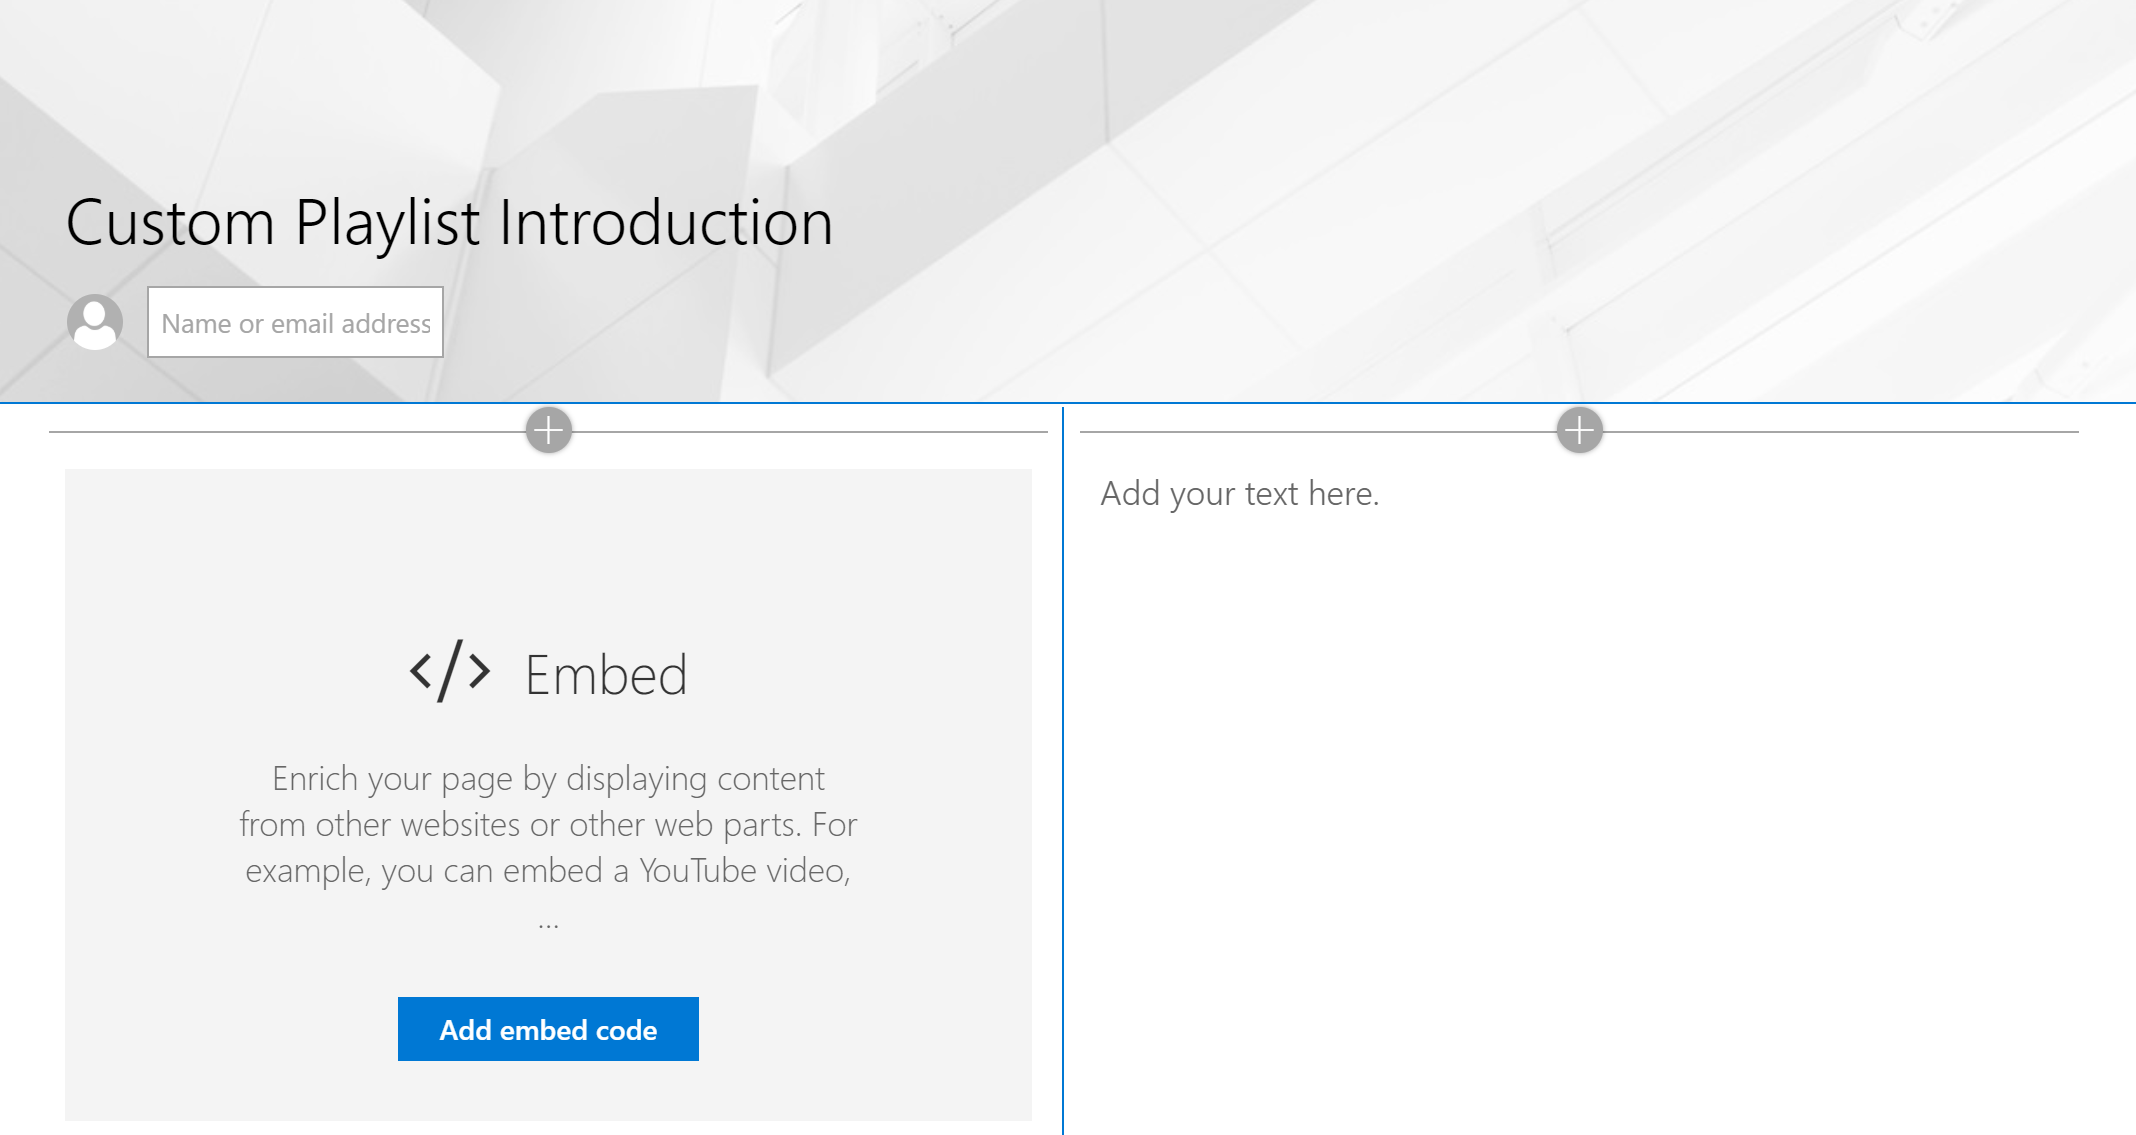 Custom Playlist Introduction
Name or email address
Add your text here.
</> Embed
Enrich your page by displaying content
from other websites or other web parts. For
example, you can embed a YouTube video,
...
Add embed code